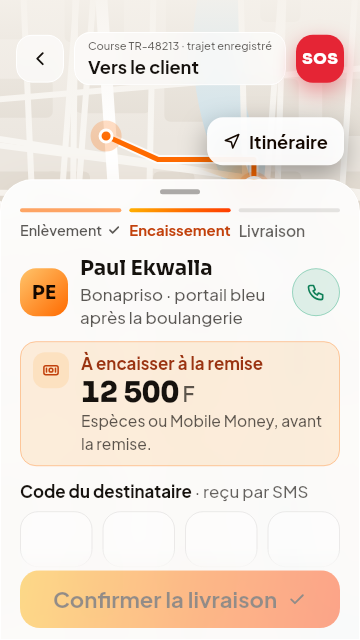 Course TR-48213 · trajet enregistré
Vers le client
SOS
Itinéraire
Enlèvement Encaissement Livraison
PE
Paul Ekwalla
Bonapriso · portail bleu
après la boulangerie
À encaisser à la remise
12 500 F
Espèces ou Mobile Money, avant
la remise.
Code du destinataire · reçu par SMS
Confirmer la livraison